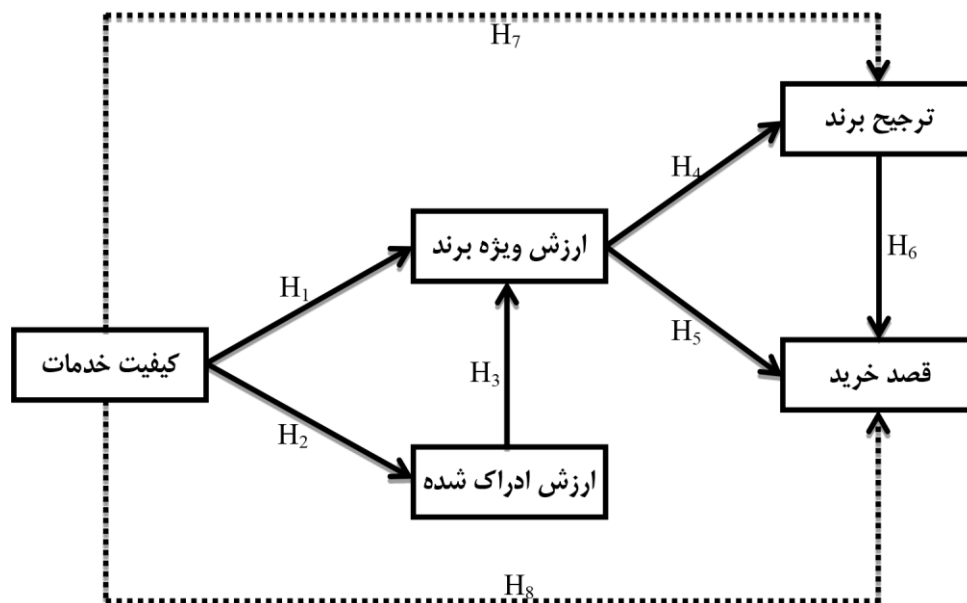 H₇
ترجیح برند
H₄
ارزش ویژه برند
H₆
H₁
H₅
کیفیت خدمات
H₃
قصد خرید
H₂
ارزش ادراک شده
H₈